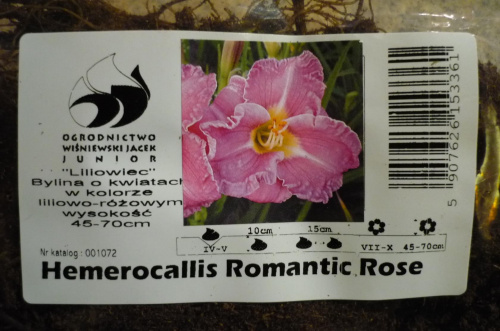 OGRODNICTWO
WIŚNIEWSKI JACEK
JUNIOR
"Liliowiec"
Bylina o kwiatach
w kolorze
liliowo-różowym
wysokość
45-70cm
Nr katalog : 001072
10cm 15cm
IV-V VII-X 45-70cm
Hemerocallis Romantic Rose
5 907626 153361